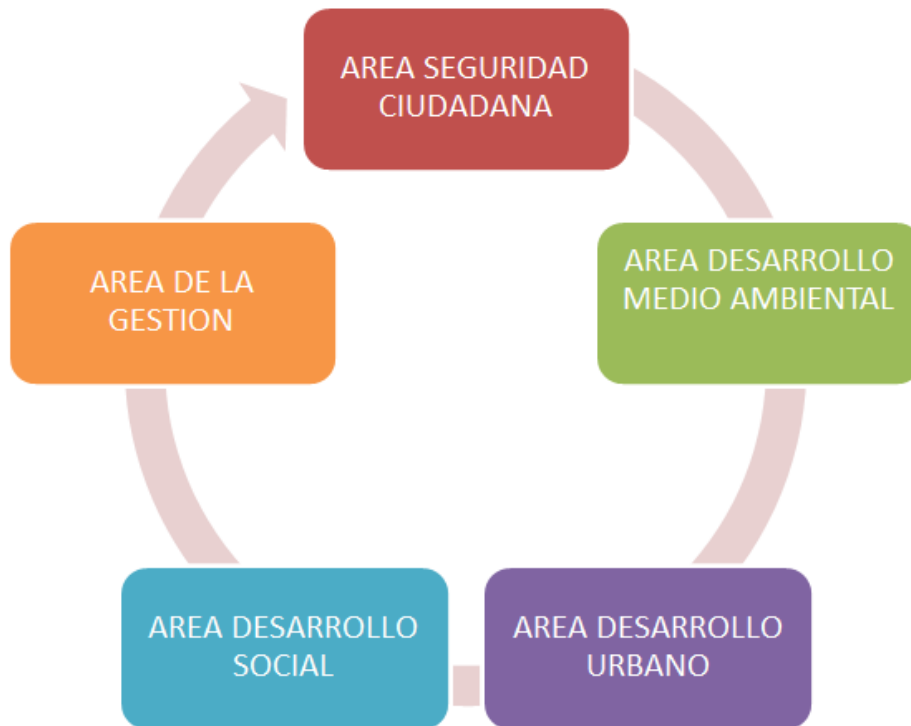 AREA SEGURIDAD
CIUDADANA
AREA DESARROLLO
MEDIO AMBIENTAL
AREA DESARROLLO
URBANO
AREA DESARROLLO
SOCIAL
AREA DE LA
GESTION